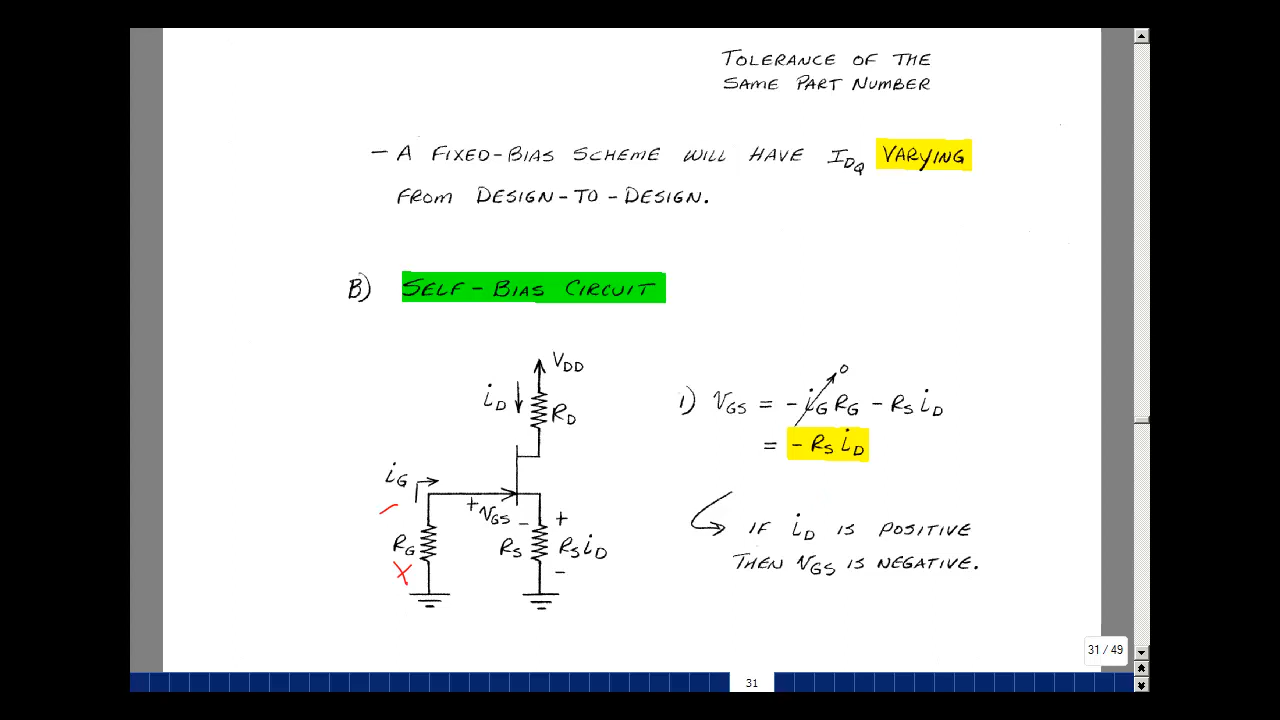 TOLERANCE OF THE
SAME PART NUMBER
– A FIXED-BIAS SCHEME WILL HAVE I_DQ VARYING
FROM DESIGN-TO-DESIGN.
B) SELF-BIAS CIRCUIT
V_DD
i_D
R_D
i_G
+ V_GS –
R_G
R_S
+
R_S i_D
–
1) V_GS = – i_G R_G – R_S i_D
0
= – R_S i_D
IF i_D IS POSITIVE
THEN V_GS IS NEGATIVE.
31 / 49
31